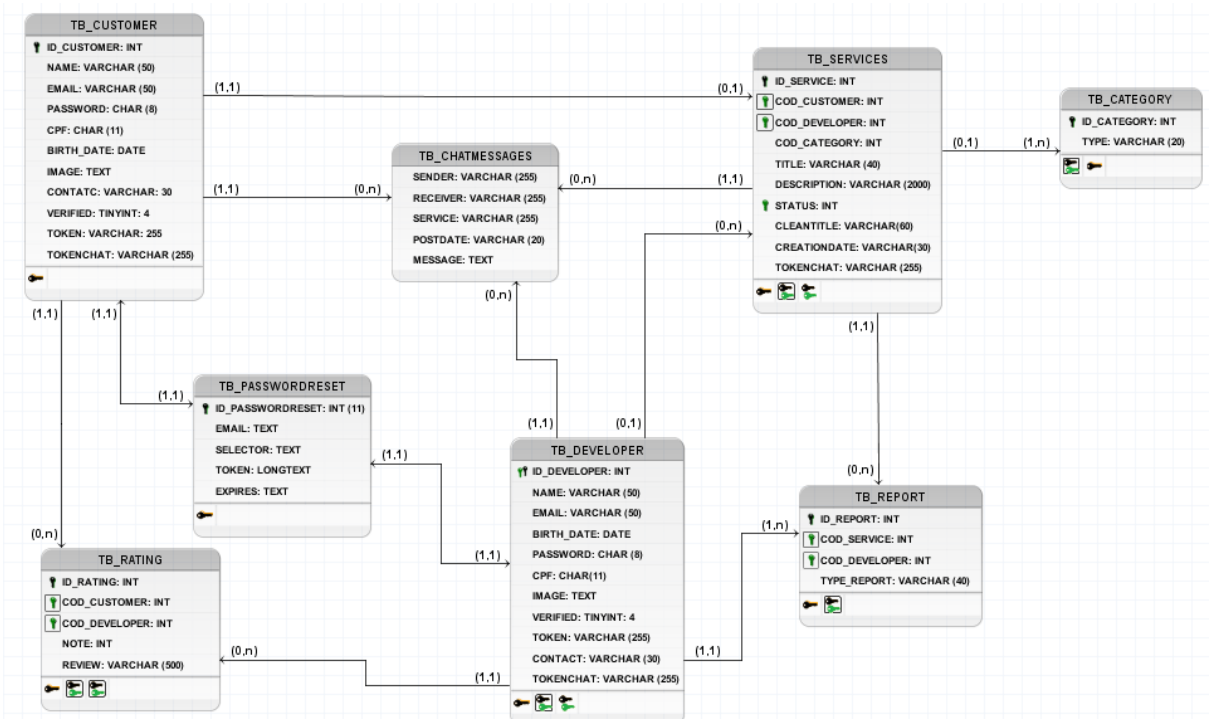 TB_CUSTOMER
ID_CUSTOMER: INT
NAME: VARCHAR (50)
EMAIL: VARCHAR (50)
PASSWORD: CHAR (8)
CPF: CHAR (11)
BIRTH_DATE: DATE
IMAGE: TEXT
CONTATC: VARCHAR: 30
VERIFIED: TINYINT: 4
TOKEN: VARCHAR: 255
TOKENCHAT: VARCHAR (255)
(1,1)
(0,1)
(1,1)
(0,n)
(1,1)
(1,1)
TB_CHATMESSAGES
SENDER: VARCHAR (255)
RECEIVER: VARCHAR (255)
SERVICE: VARCHAR (255)
POSTDATE: VARCHAR (20)
MESSAGE: TEXT
(0,n)
(1,1)
(0,n)
(0,n)
TB_SERVICES
ID_SERVICE: INT
COD_CUSTOMER: INT
COD_DEVELOPER: INT
COD_CATEGORY: INT
TITLE: VARCHAR (40)
DESCRIPTION: VARCHAR (2000)
STATUS: INT
CLEANTITLE: VARCHAR(60)
CREATIONDATE: VARCHAR(30)
TOKENCHAT: VARCHAR (255)
(0,1)
(1,n)
(1,1)
TB_CATEGORY
ID_CATEGORY: INT
TYPE: VARCHAR (20)
TB_PASSWORDRESET
ID_PASSWORDRESET: INT (11)
EMAIL: TEXT
SELECTOR: TEXT
TOKEN: LONGTEXT
EXPIRES: TEXT
(1,1)
(1,1)
(1,1)
(1,1)
(0,1)
TB_DEVELOPER
ID_DEVELOPER: INT
NAME: VARCHAR (50)
EMAIL: VARCHAR (50)
BIRTH_DATE: DATE
PASSWORD: CHAR (8)
CPF: CHAR(11)
IMAGE: TEXT
VERIFIED: TINYINT: 4
TOKEN: VARCHAR (255)
CONTACT: VARCHAR (30)
TOKENCHAT: VARCHAR (255)
(0,n)
(1,n)
(1,1)
TB_REPORT
ID_REPORT: INT
COD_SERVICE: INT
COD_DEVELOPER: INT
TYPE_REPORT: VARCHAR (40)
(0,n)
TB_RATING
ID_RATING: INT
COD_CUSTOMER: INT
COD_DEVELOPER: INT
NOTE: INT
REVIEW: VARCHAR (500)
(0,n)
(1,1)